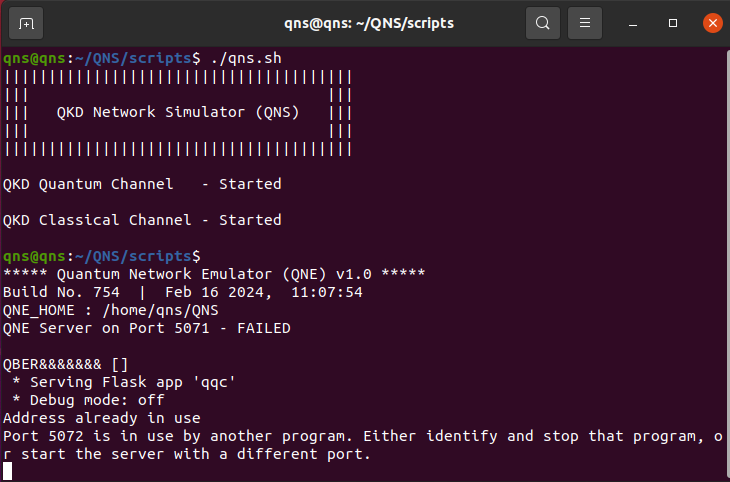 qns@qns: ~/QNS/scripts
qns@qns:~/QNS/scripts$ ./qns.sh
|||||||||||||||||||||||||||||||||||||||
|||                                 |||
|||   QKD Network Simulator (QNS)   |||
|||                                 |||
|||||||||||||||||||||||||||||||||||||||
QKD Quantum Channel   - Started
QKD Classical Channel - Started
qns@qns:~/QNS/scripts$
***** Quantum Network Emulator (QNE) v1.0 *****
Build No. 754  |  Feb 16 2024,  11:07:54
QNE_HOME : /home/qns/QNS
QNE Server on Port 5071 - FAILED
QBER&&&&&&& []
 * Serving Flask app 'qqc'
 * Debug mode: off
Address already in use
Port 5072 is in use by another program. Either identify and stop that program, o
r start the server with a different port.